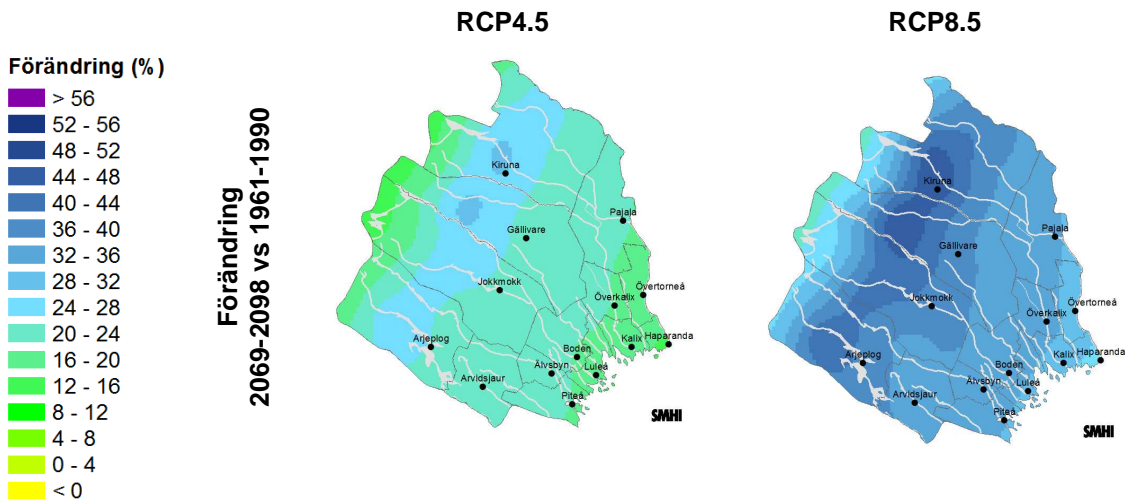 RCP4.5
RCP8.5
Förändring (%)
> 56
52 - 56
48 - 52
44 - 48
40 - 44
36 - 40
32 - 36
28 - 32
24 - 28
20 - 24
16 - 20
12 - 16
8 - 12
4 - 8
0 - 4
< 0
Förändring
2069-2098 vs 1961-1990
Kiruna
Pajala
Gällivare
Jokkmokk
Övertorneå
Överkalix
Arjeplog
Kalix
Haparanda
Boden
Älvsbyn
Luleå
Arvidsjaur
Piteå
SMHI
Kiruna
Pajala
Gällivare
Jokkmokk
Övertorneå
Överkalix
Arjeplog
Kalix
Haparanda
Boden
Älvsbyn
Luleå
Arvidsjaur
Piteå
SMHI